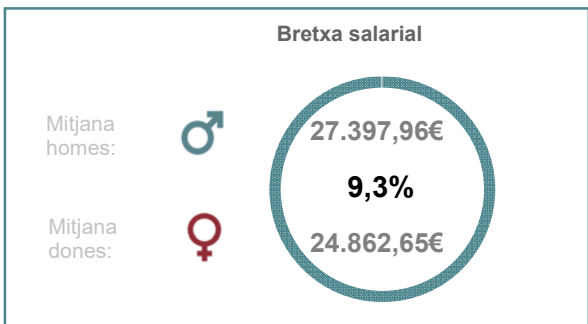 Bretxa salarial
Mitjana
homes:
27.397,96€
9,3%
Mitjana
dones:
24.862,65€